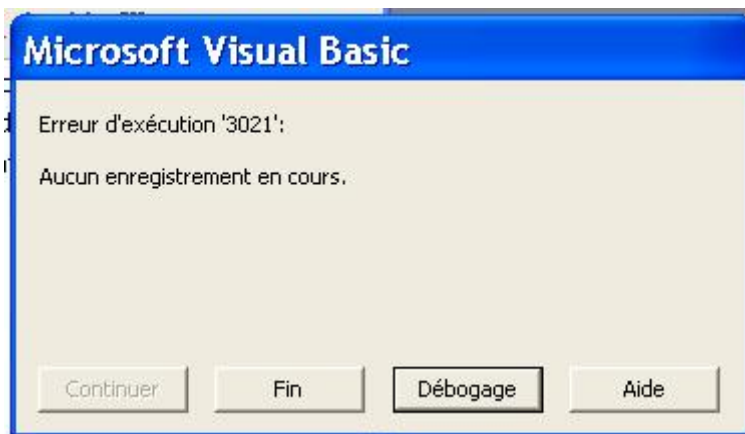 Microsoft Visual Basic
Erreur d'exécution '3021':
Aucun enregistrement en cours.
Continuer Fin Débogage Aide